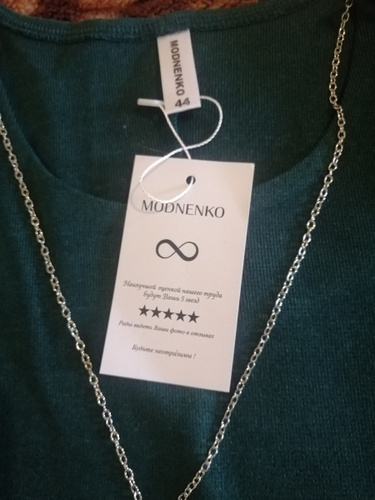 MODNENKO
44
MODNENKO
Наилучшей оценкой нашего труда
будут Ваши 5 звезд
Рады видеть Ваши фото в отзывах
Будьте неотразимы !